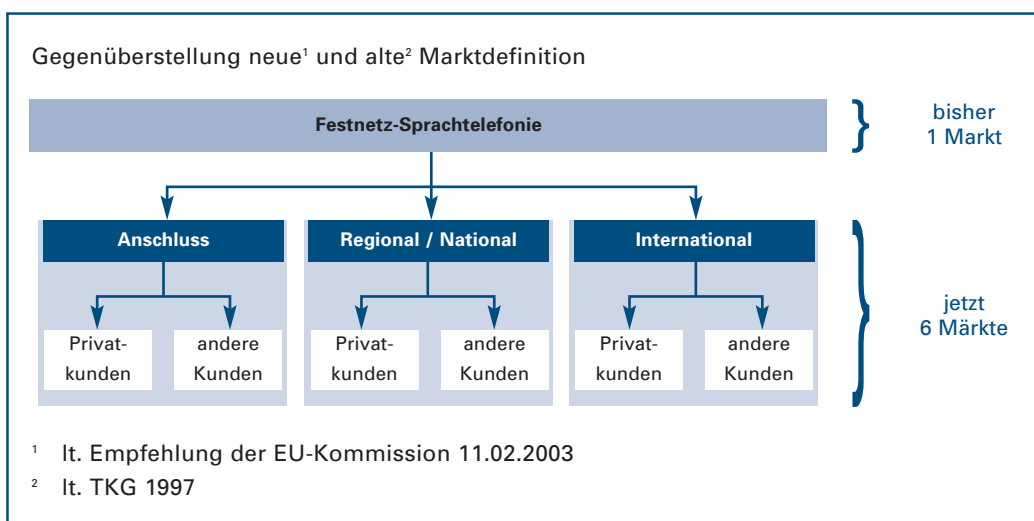 Gegenüberstellung neue¹ und alte² Marktdefinition
Festnetz-Sprachtelefonie
bisher
1 Markt
Anschluss
Regional / National
International
Privat-
kunden
andere
Kunden
Privat-
kunden
andere
Kunden
Privat-
kunden
andere
Kunden
jetzt
6 Märkte
¹ lt. Empfehlung der EU-Kommission 11.02.2003
² lt. TKG 1997